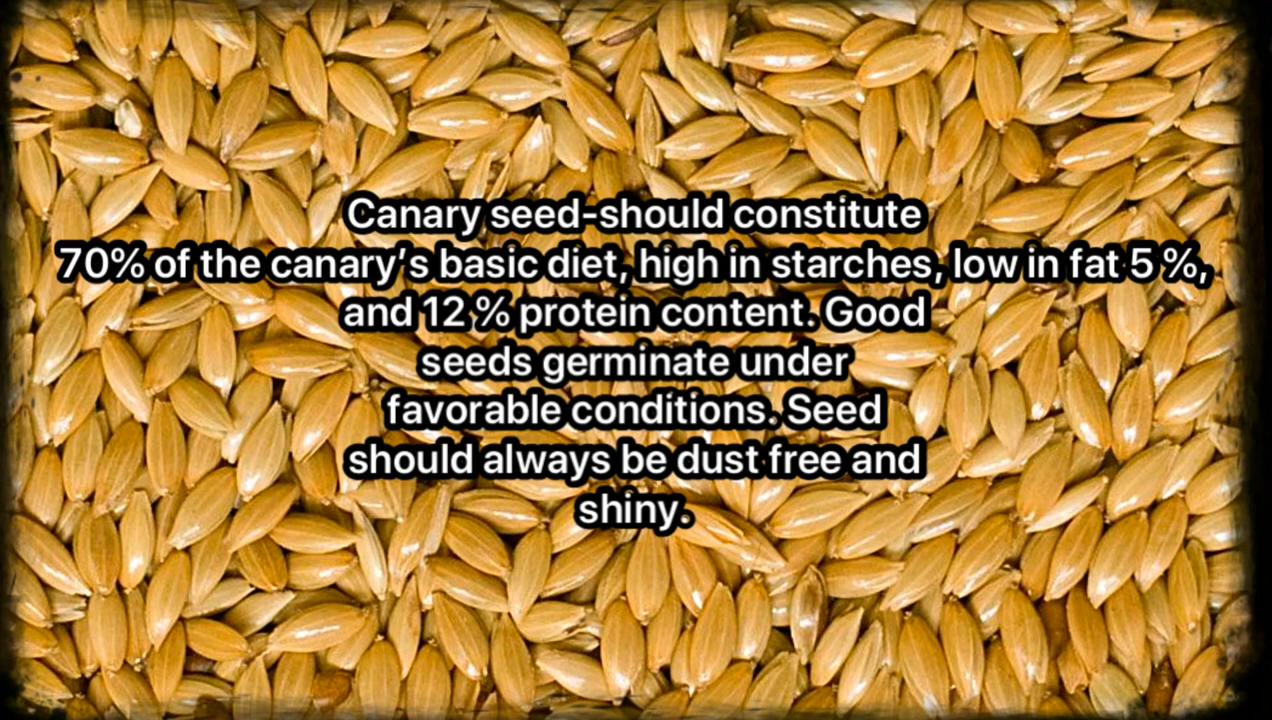 Canary seed-should constitute
70% of the canary’s basic diet, high in starches, low in fat 5 %,
and 12 % protein content. Good
seeds germinate under
favorable conditions. Seed
should always be dust free and
shiny.